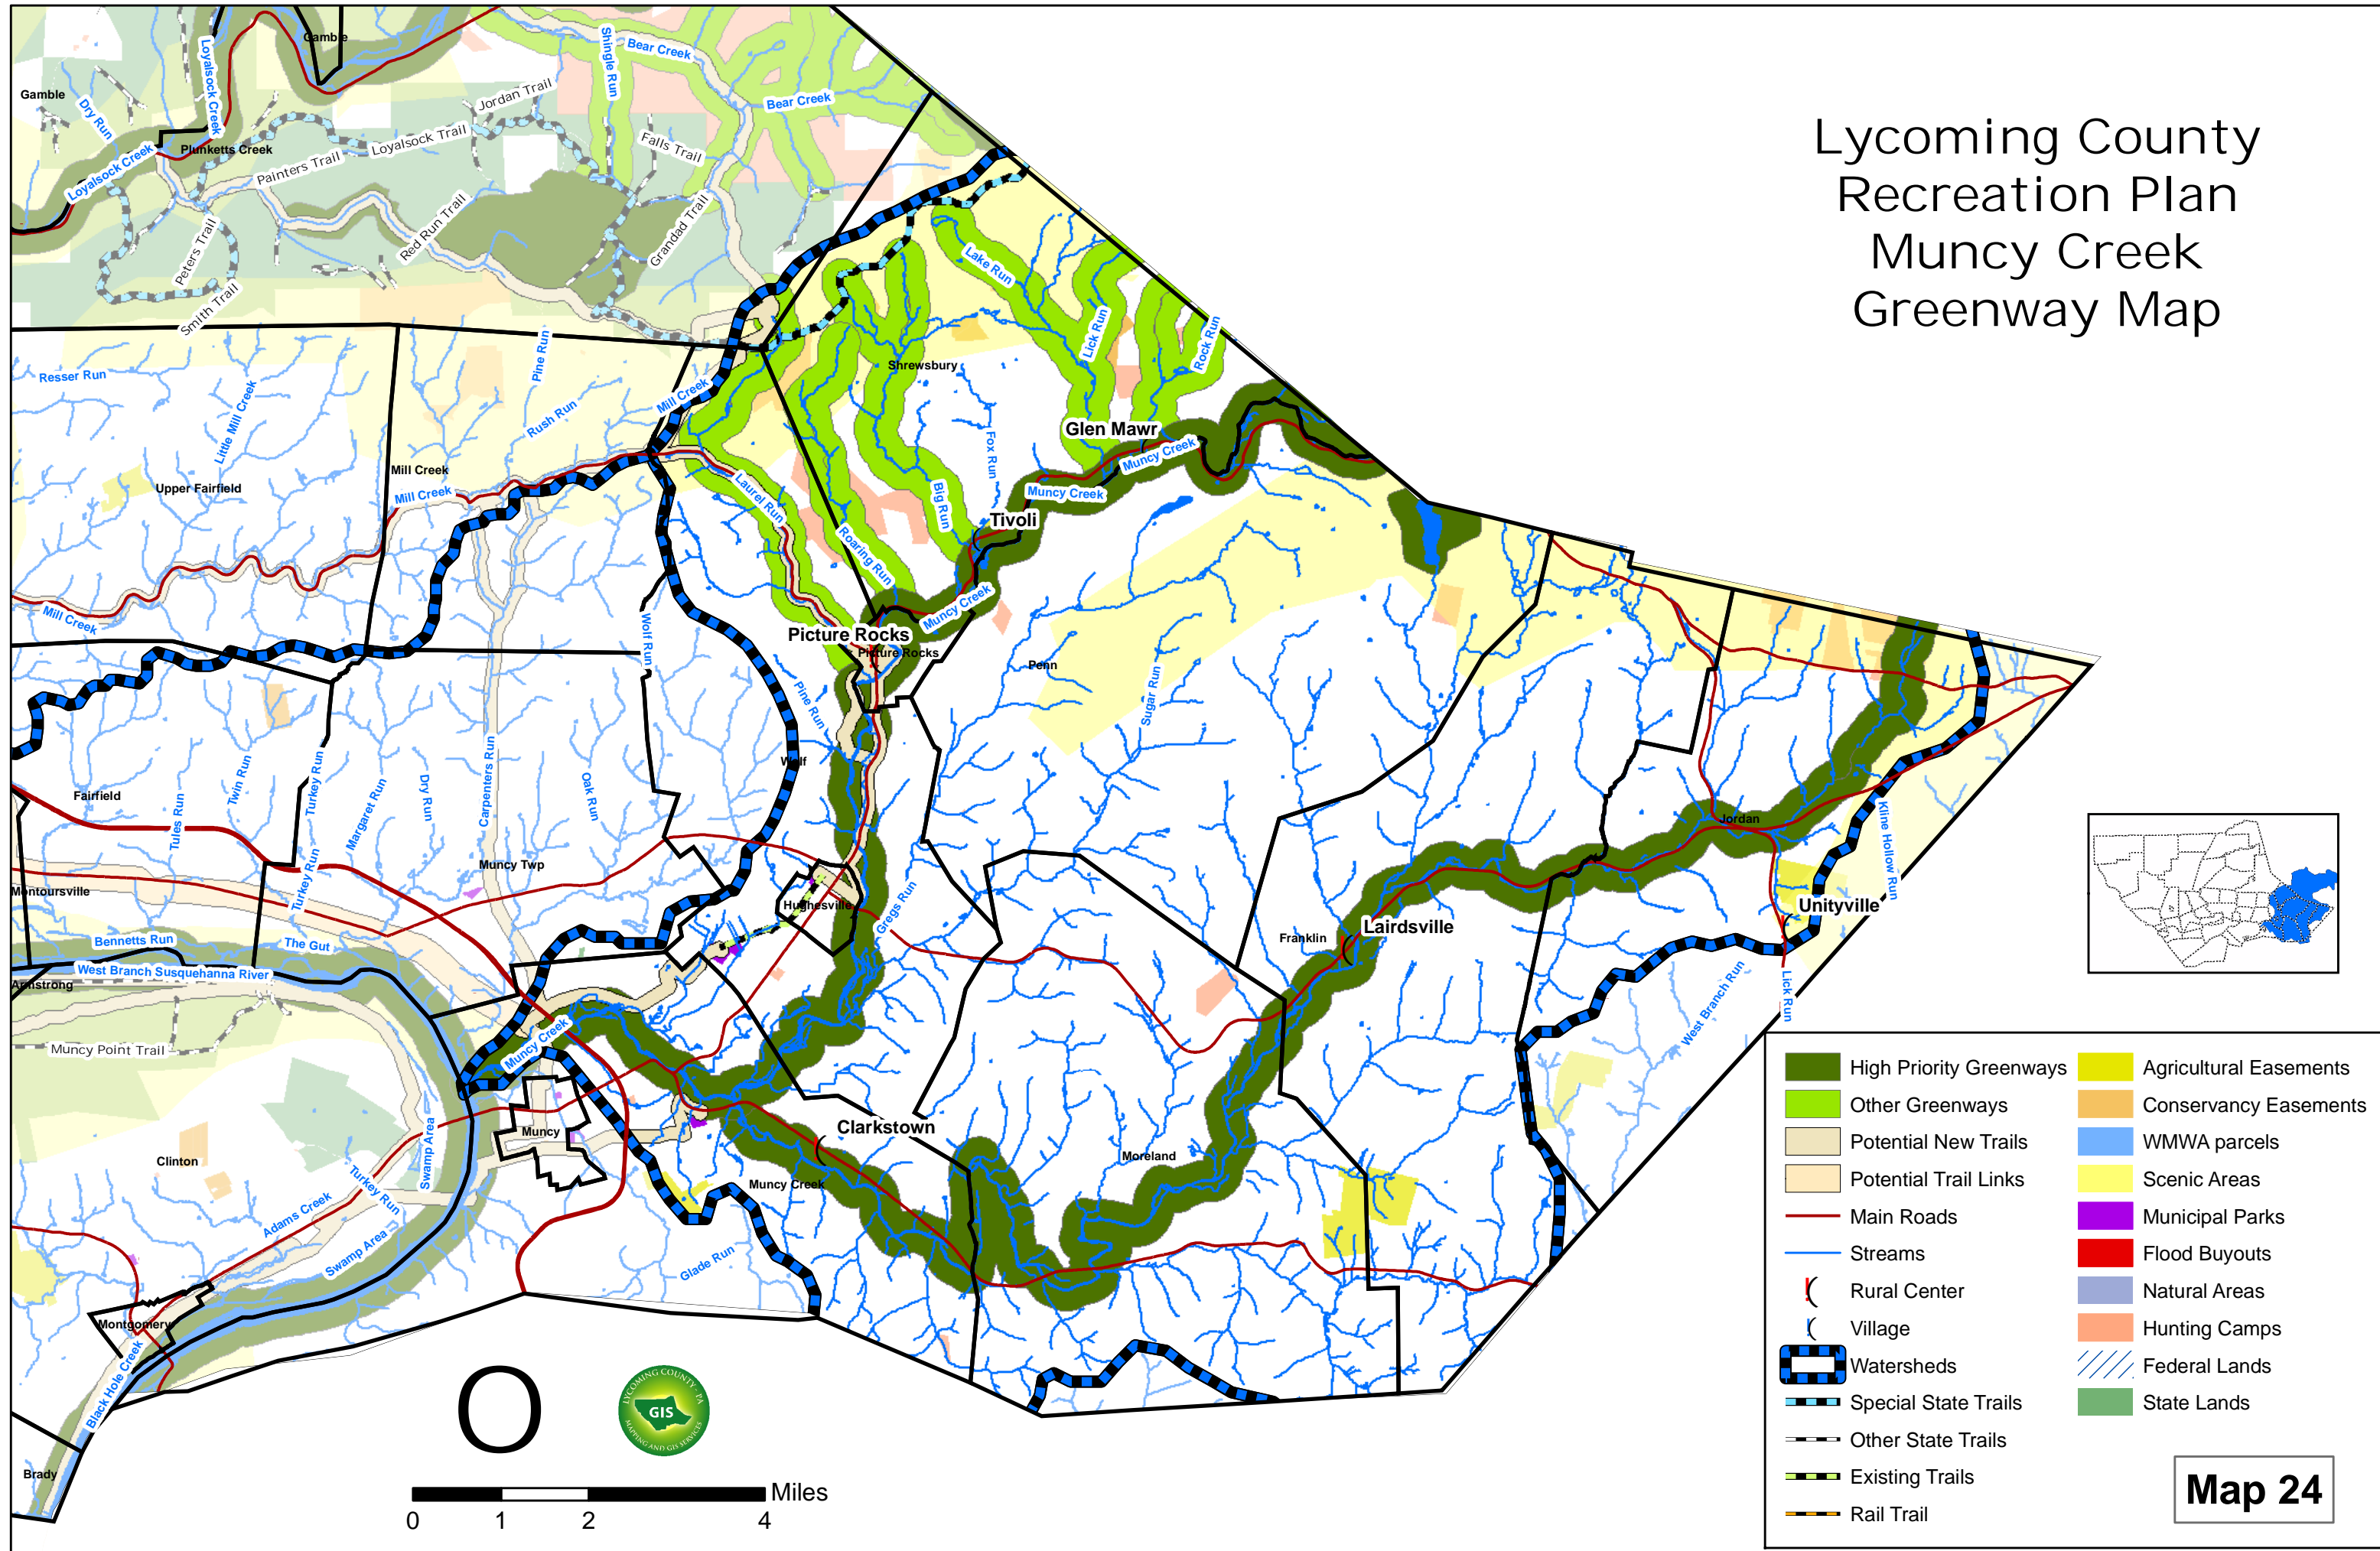 Lycoming County
Recreation Plan
Muncy Creek
Greenway Map
Gamble
Gamble
Loyalsock Creek
Dry Run
Loyalsock Creek
Plunketts Creek
Shingle Run
Bear Creek
Bear Creek
Jordan Trail
Loyalsock Trail
Painters Trail
Falls Trail
Peters Trail
Red Run Trail
Grandad Trail
Smith Trail
Lake Run
Lick Run
Rock Run
Resser Run
Little Mill Creek
Pine Run
Rush Run
Mill Creek
Shrewsbury
Glen Mawr
Muncy Creek
Muncy Creek
Fox Run
Big Run
Tivoli
Mill Creek
Mill Creek
Upper Fairfield
Laurel Run
Roaring Run
Muncy Creek
Mill Creek
Wolf Run
Picture Rocks
Picture Rocks
Penn
Pine Run
Sugar Run
Wolf
Fairfield
Tules Run
Twin Run
Turkey Run
Margaret Run
Dry Run
Carpenters Run
Oak Run
Muncy Twp
Turkey Run
Montoursville
Jordan
Kline Hollow Run
Hughesville
Gregs Run
Unityville
Lairdsville
Franklin
Bennetts Run
The Gut
West Branch Susquehanna River
Armstrong
Lick Run
West Branch Run
Muncy Point Trail
Muncy Creek
Muncy
Clarkstown
Moreland
Muncy Creek
Swamp Area
Clinton
Turkey Run
Adams Creek
Swamp Area
Glade Run
Montgomery
Black Hole Creek
Brady
O
LYCOMING COUNTY - PA
GIS
MAPPING AND GIS SERVICES
Miles
0 1 2 4
High Priority Greenways
Other Greenways
Potential New Trails
Potential Trail Links
Main Roads
Streams
Rural Center
Village
Watersheds
Special State Trails
Other State Trails
Existing Trails
Rail Trail
Agricultural Easements
Conservancy Easements
WMWA parcels
Scenic Areas
Municipal Parks
Flood Buyouts
Natural Areas
Hunting Camps
Federal Lands
State Lands
Map 24